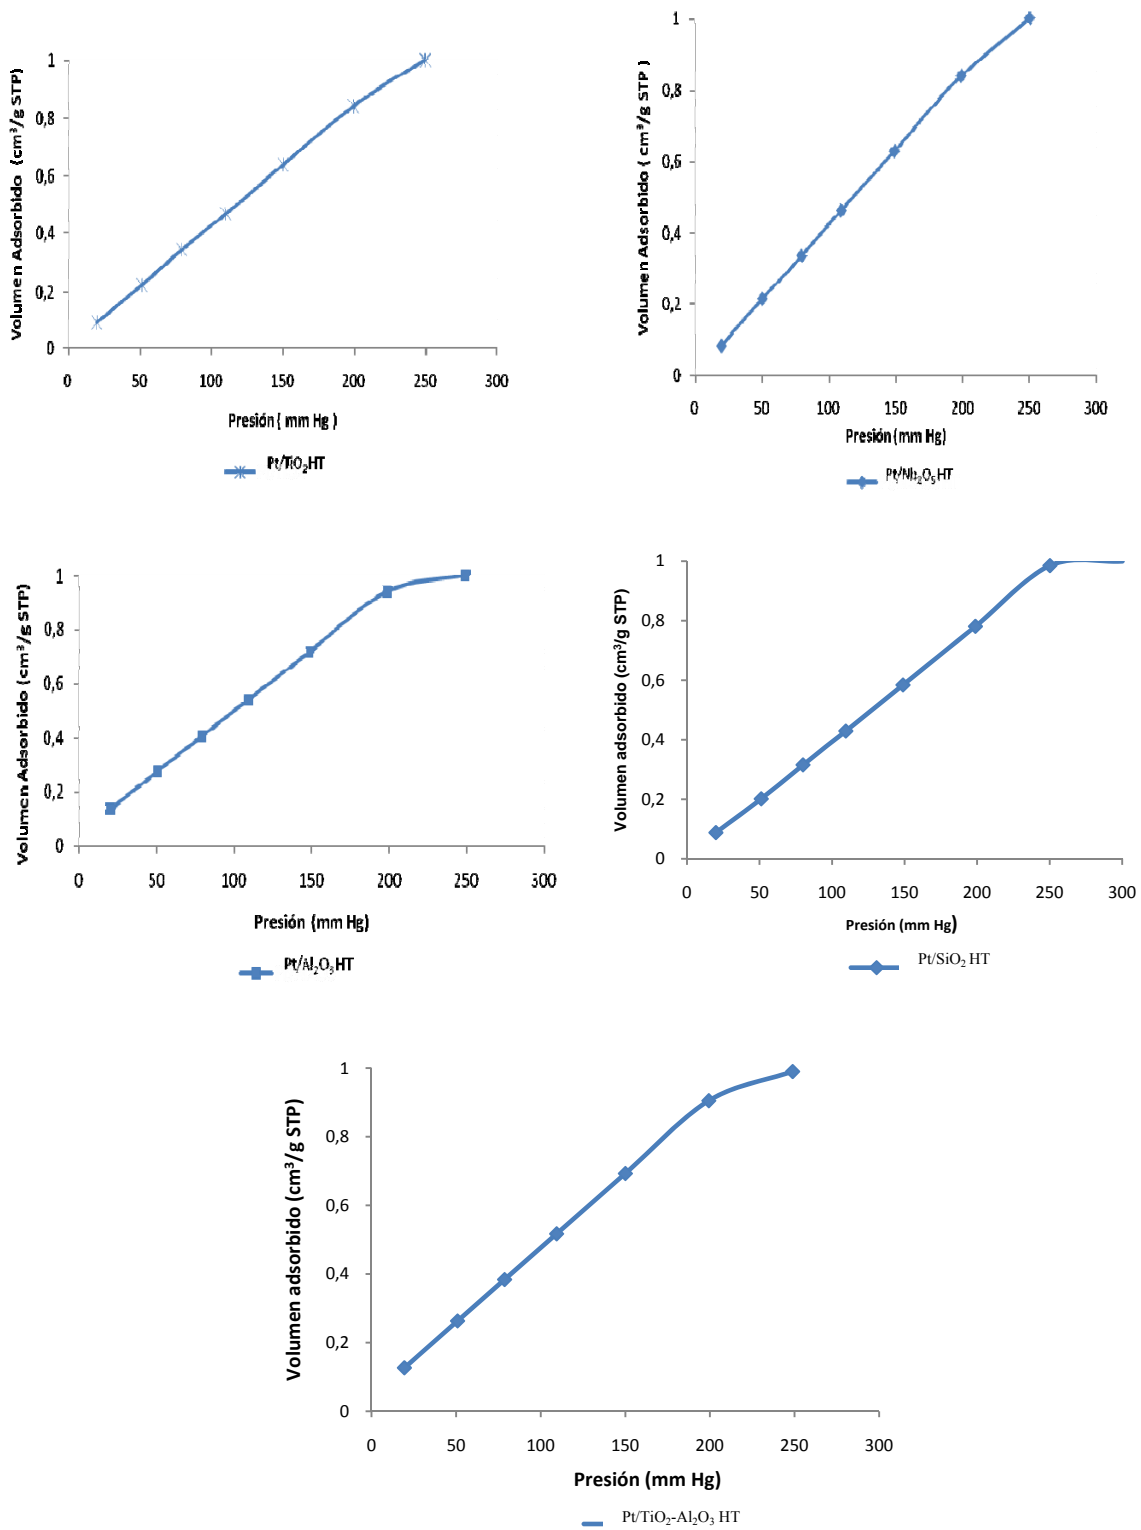 Volumen Adsorbido (cm³/g STP)
1
0,8
0,6
0,4
0,2
0
0 50 100 150 200 250 300
Presión ( mm Hg )
Pt/TiO₂HT
Volumen Adsorbido ( cm³/g STP )
1
0,8
0,6
0,4
0,2
0
0 50 100 150 200 250 300
Presión (mm Hg)
Pt/Nb₂O₅HT
Volumen Adsorbido (cm³/g STP)
1
0,8
0,6
0,4
0,2
0
0 50 100 150 200 250 300
Presión (mm Hg)
Pt/Al₂O₃HT
Volumen adsorbido (cm³/g STP)
1
0,8
0,6
0,4
0,2
0
0 50 100 150 200 250 300
Presión (mm Hg)
Pt/SiO₂ HT
Volumen adsorbido (cm³/g STP)
1
0,8
0,6
0,4
0,2
0
0 50 100 150 200 250 300
Presión (mm Hg)
Pt/TiO₂-Al₂O₃ HT